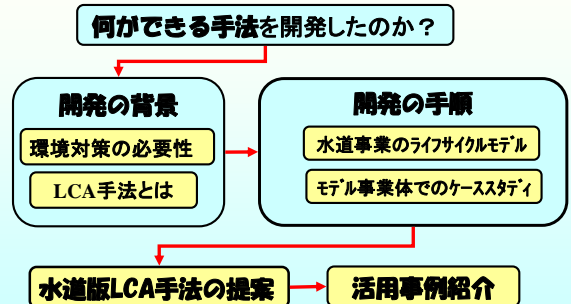 何ができる手法を開発したのか？
開発の背景
環境対策の必要性
LCA手法とは
開発の手順
水道事業のﾗｲﾌｻｲｸﾙﾓﾃﾞﾙ
ﾓﾃﾞﾙ事業体でのｹｰｽｽﾀﾃﾞｨ
水道版LCA手法の提案
活用事例紹介